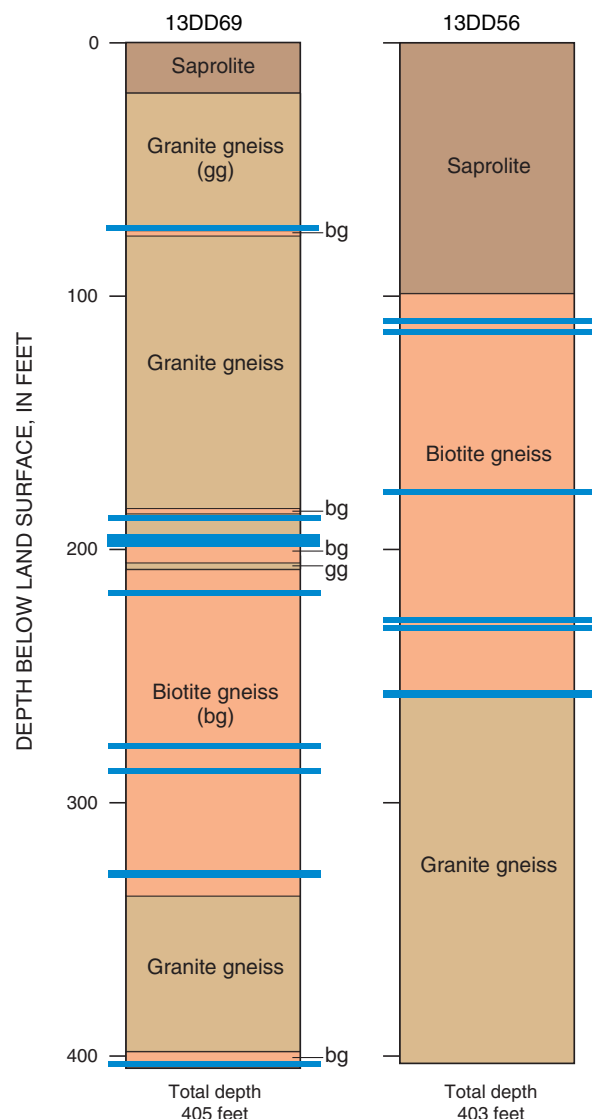 13DD69
13DD56
DEPTH BELOW LAND SURFACE, IN FEET
0
100
200
300
400
Saprolite
Granite gneiss
(gg)
bg
Granite gneiss
bg
bg
gg
Biotite gneiss
(bg)
Granite gneiss
bg
Total depth
405 feet
Saprolite
Biotite gneiss
Granite gneiss
Total depth
403 feet